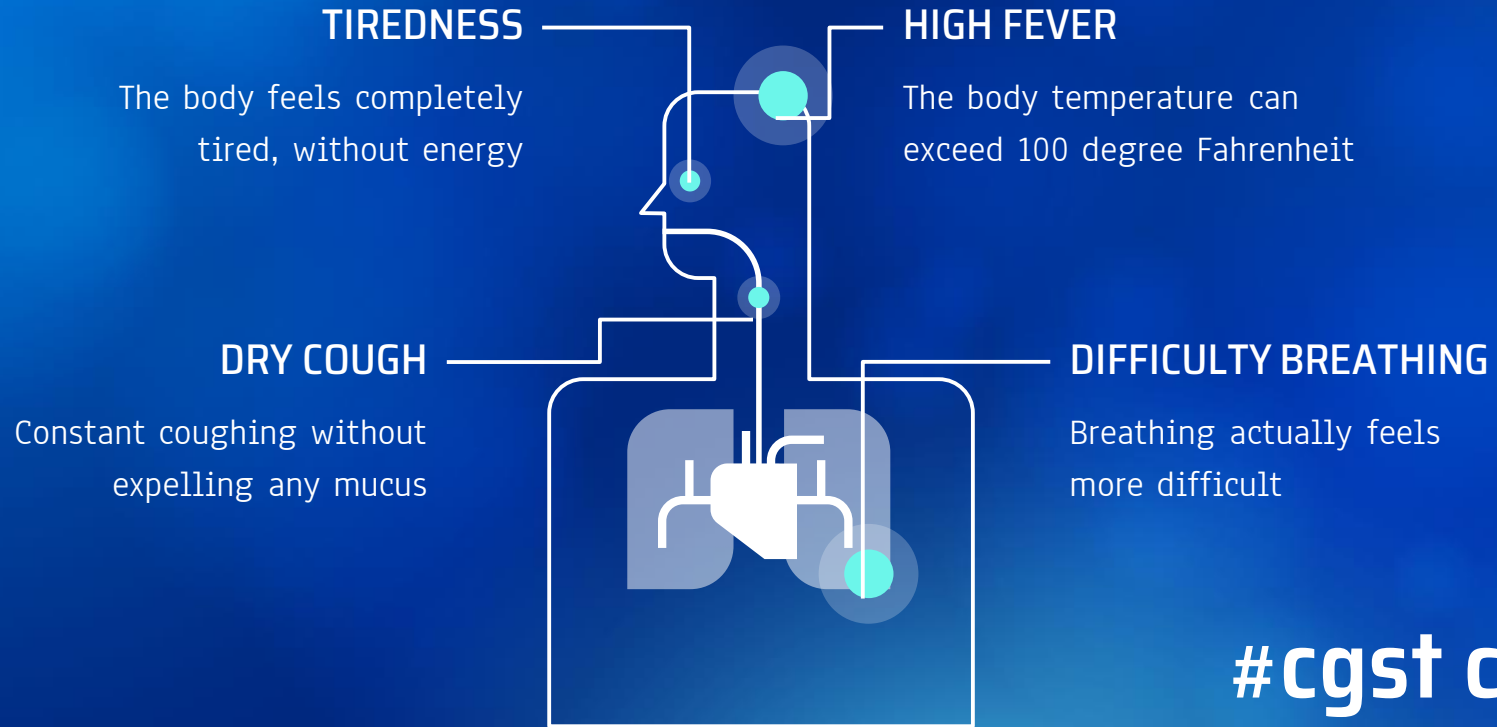 TIREDNESS
The body feels completely
tired, without energy
HIGH FEVER
The body temperature can
exceed 100 degree Fahrenheit
DRY COUGH
Constant coughing without
expelling any mucus
DIFFICULTY BREATHING
Breathing actually feels
more difficult
#cgst c